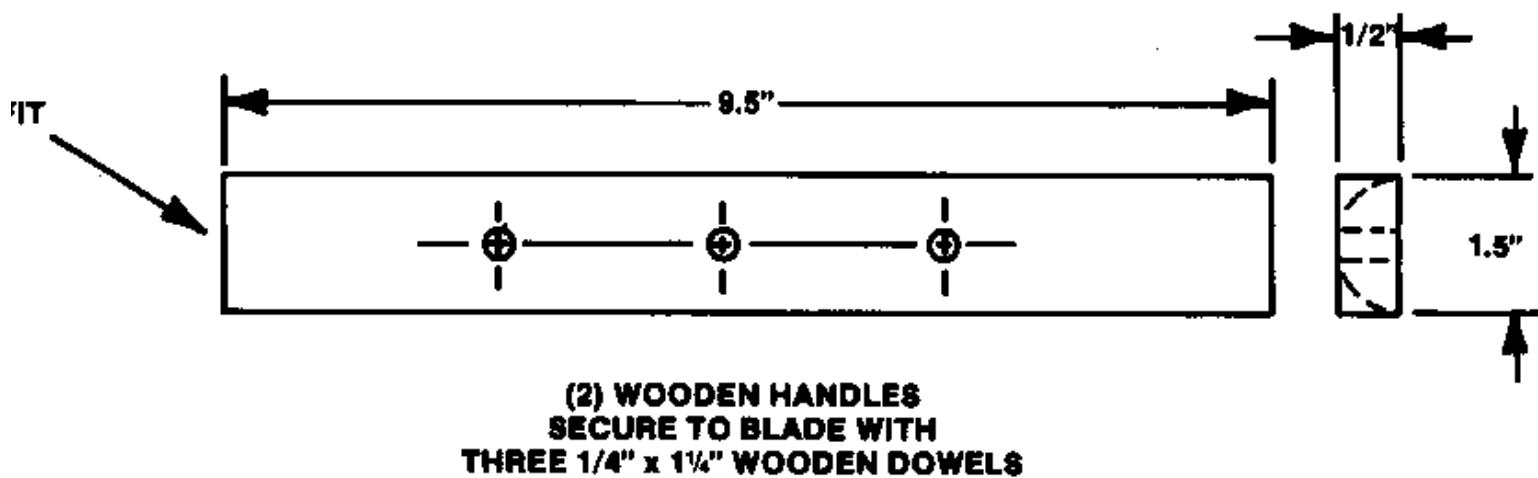 1/2"
9.5"
FIT
1.5"
(2) WOODEN HANDLES
SECURE TO BLADE WITH
THREE 1/4" x 1¼" WOODEN DOWELS